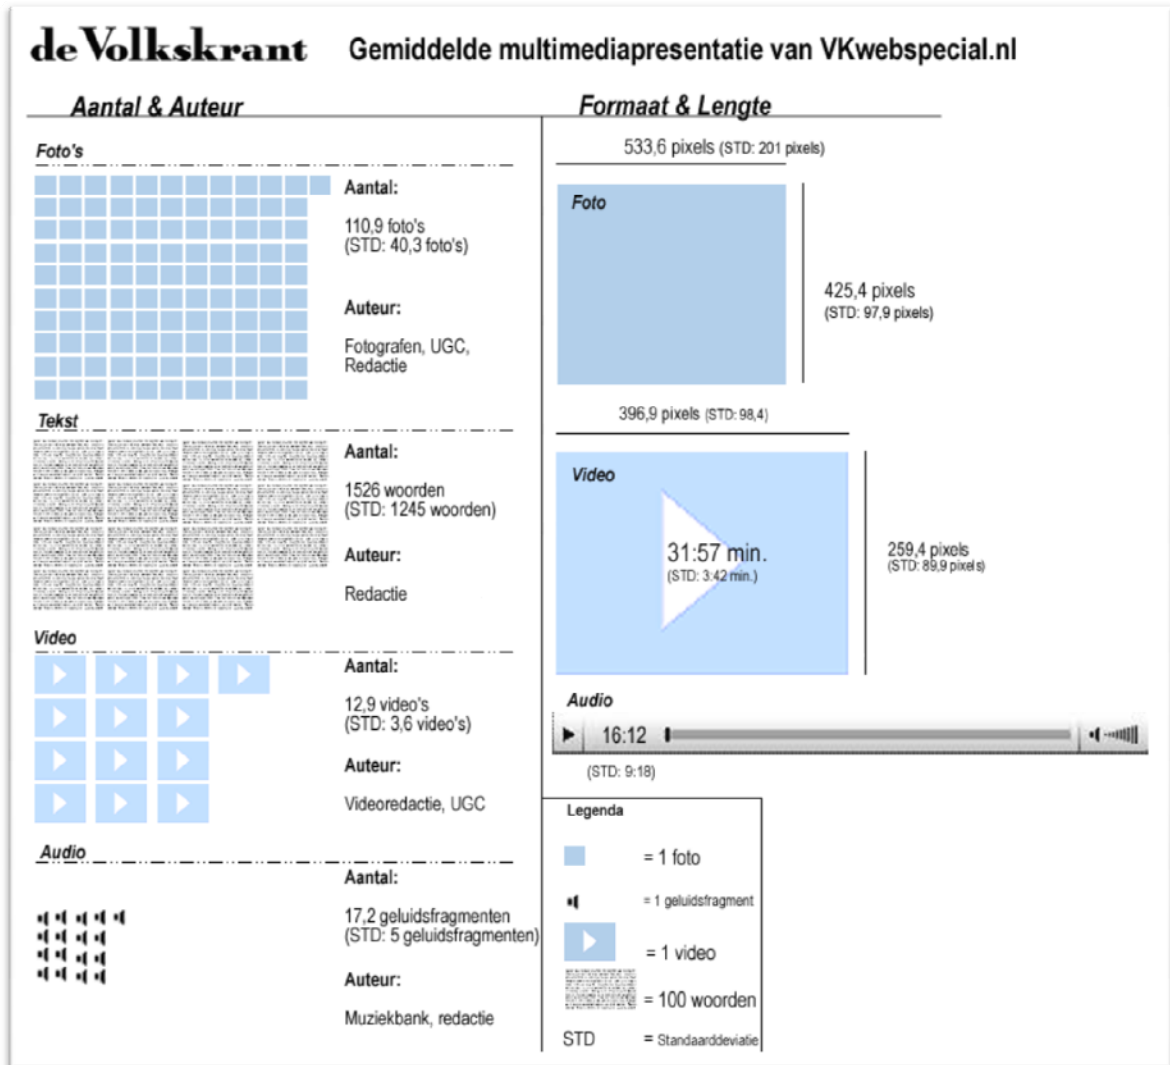 de Volkskrant
Gemiddelde multimediapresentatie van VKwebspecial.nl
Aantal & Auteur
Foto's
Aantal:
110,9 foto's
(STD: 40,3 foto's)
Auteur:
Fotografen, UGC,
Redactie
Tekst
Aantal:
1526 woorden
(STD: 1245 woorden)
Auteur:
Redactie
Video
Aantal:
12,9 video's
(STD: 3,6 video's)
Auteur:
Videoredactie, UGC
Audio
Aantal:
17,2 geluidsfragmenten
(STD: 5 geluidsfragmenten)
Auteur:
Muziekbank, redactie
Formaat & Lengte
533,6 pixels (STD: 201 pixels)
Foto
425,4 pixels
(STD: 97,9 pixels)
396,9 pixels (STD: 98,4)
Video
31:57 min.
(STD: 3:42 min.)
259,4 pixels
(STD: 89,9 pixels)
Audio
16:12
(STD: 9:18)
Legenda
= 1 foto
= 1 geluidsfragment
= 1 video
= 100 woorden
STD = Standaarddeviatie